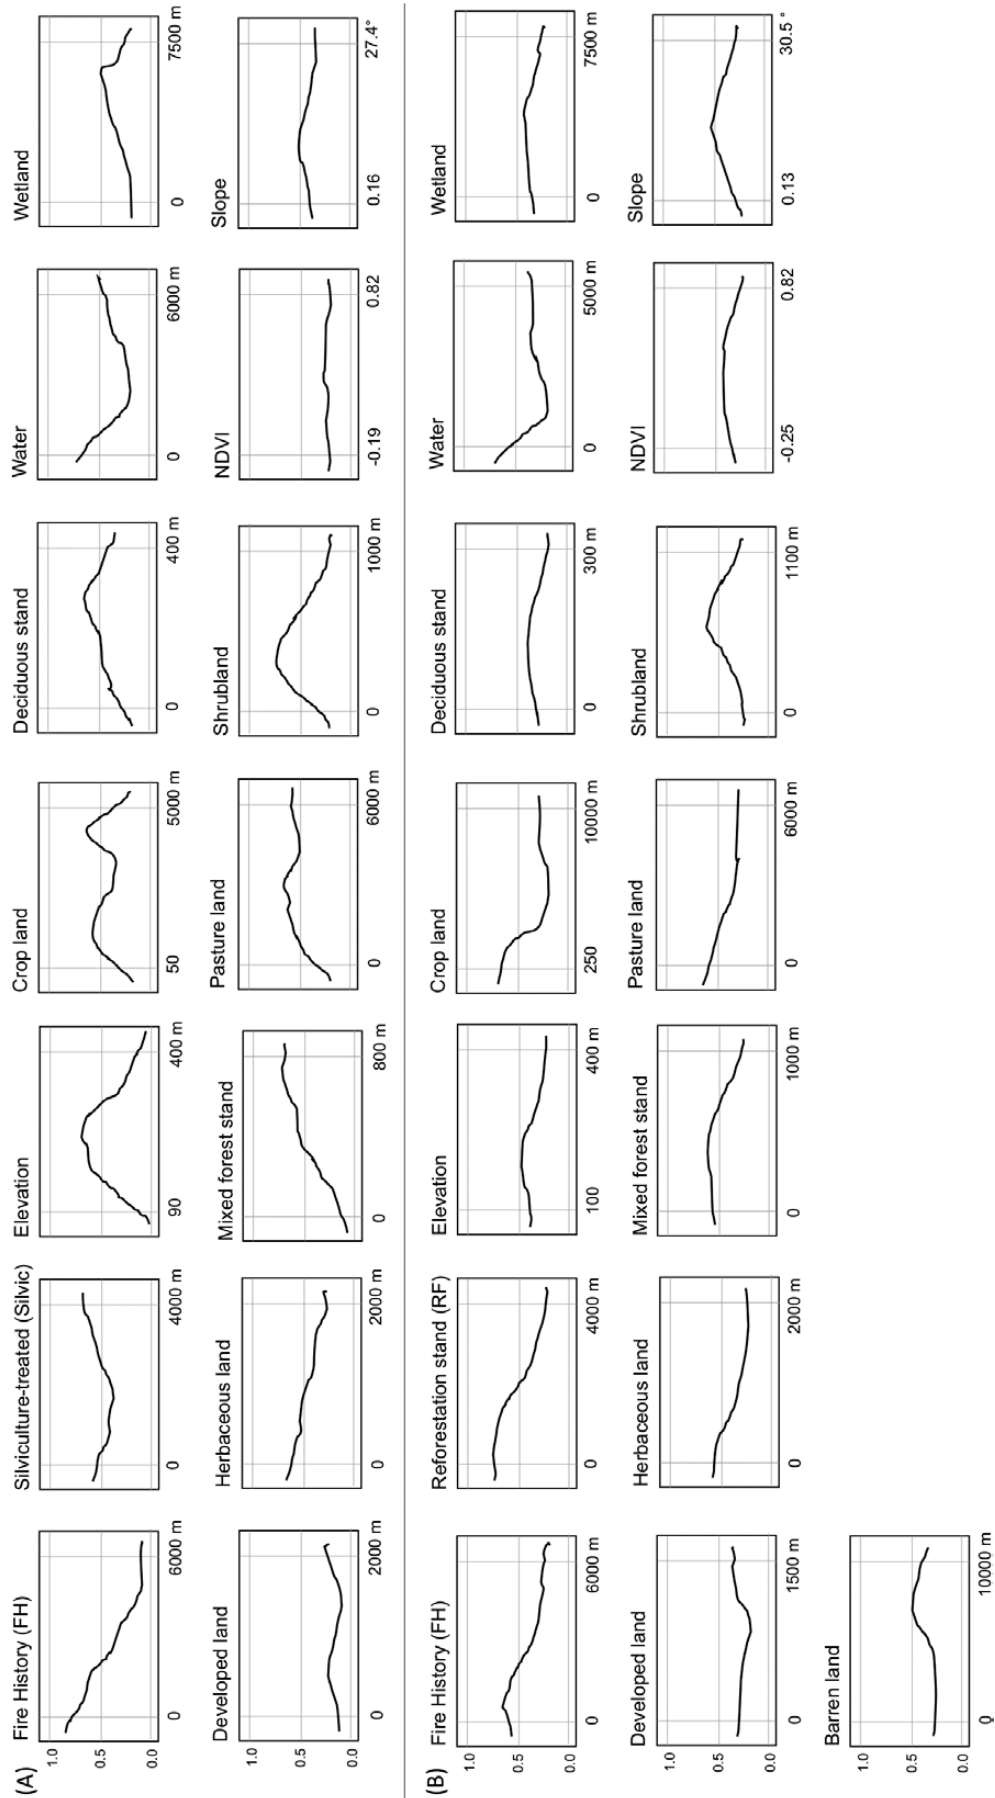 (A)
Fire History (FH) Silviculture-treated (Silvic) Elevation Crop land Deciduous stand Water Wetland
1.0
0.5
0.0
0 6000 m 0 4000 m 90 400 m 50 5000 m 0 400 m 0 6000 m 0 7500 m
Developed land Herbaceous land Mixed forest stand Pasture land Shrubland NDVI Slope
1.0
0.5
0.0
0 2000 m 0 2000 m 0 800 m 0 6000 m 0 1000 m -0.19 0.82 0.16 27.4°
(B)
Fire History (FH) Reforestation stand (RF) Elevation Crop land Deciduous stand Water Wetland
1.0
0.5
0.0
0 6000 m 0 4000 m 100 400 m 250 10000 m 0 300 m 0 5000 m 0 7500 m
Developed land Herbaceous land Mixed forest stand Pasture land Shrubland NDVI Slope
1.0
0.5
0.0
0 1500 m 0 2000 m 0 1000 m 0 6000 m 0 1100 m -0.25 0.82 0.13 30.5 °
Barren land
1.0
0.5
0.0
0 10000 m